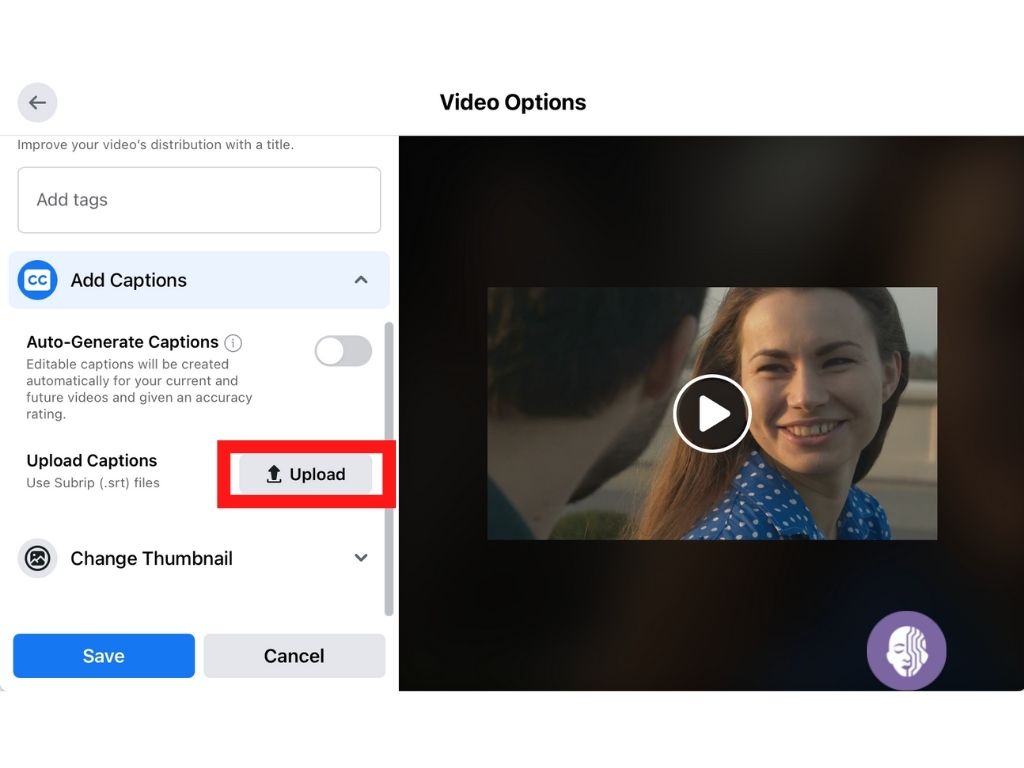 Video Options
Improve your video's distribution with a title.
Add tags
CC
Add Captions
Auto-Generate Captions
Editable captions will be created
automatically for your current and
future videos and given an accuracy
rating.
Upload Captions
Use Subrip (.srt) files
Upload
Change Thumbnail
Save
Cancel